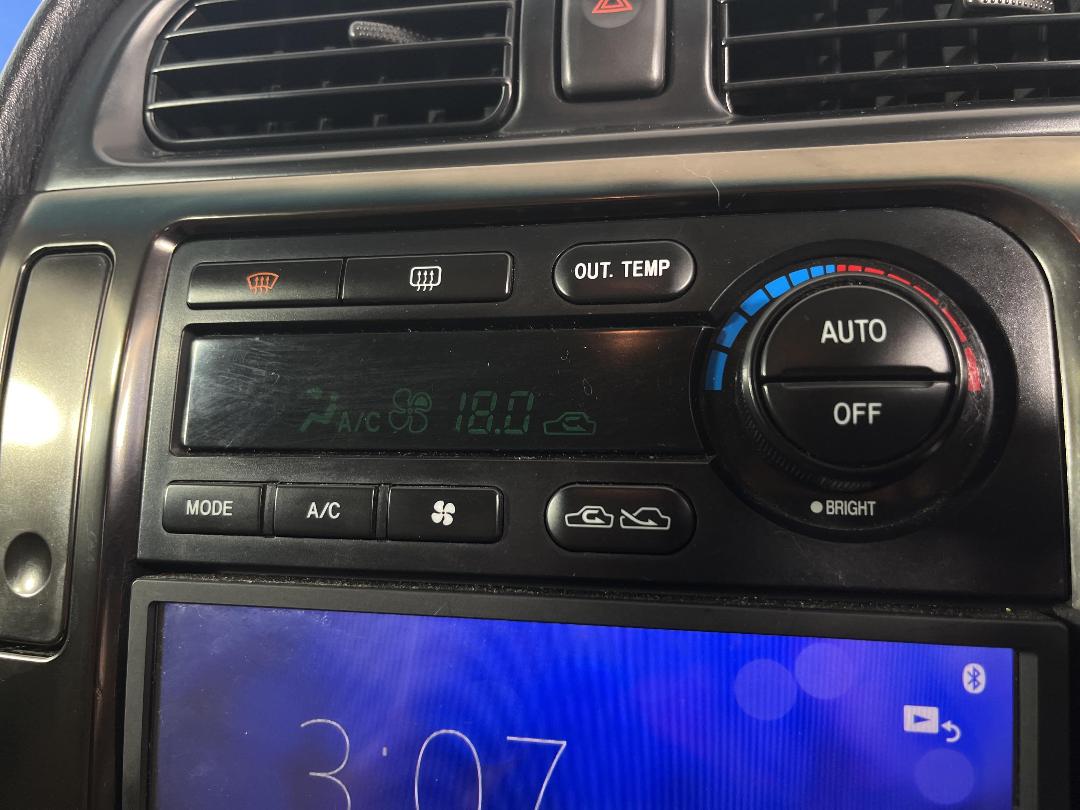 OUT. TEMP
AUTO
OFF
A/C 18.0
MODE
A/C
BRIGHT
3:07